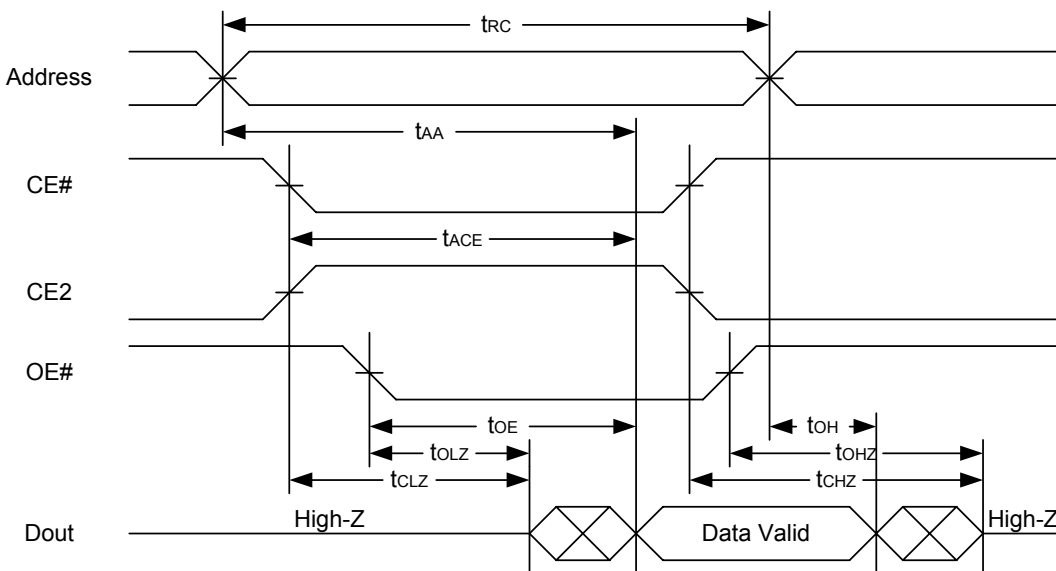 tRC
Address
tAA
CE#
tACE
CE2
OE#
tOE
tOH
tOLZ
tOHZ
tCLZ
tCHZ
High-Z
Data Valid
High-Z
Dout